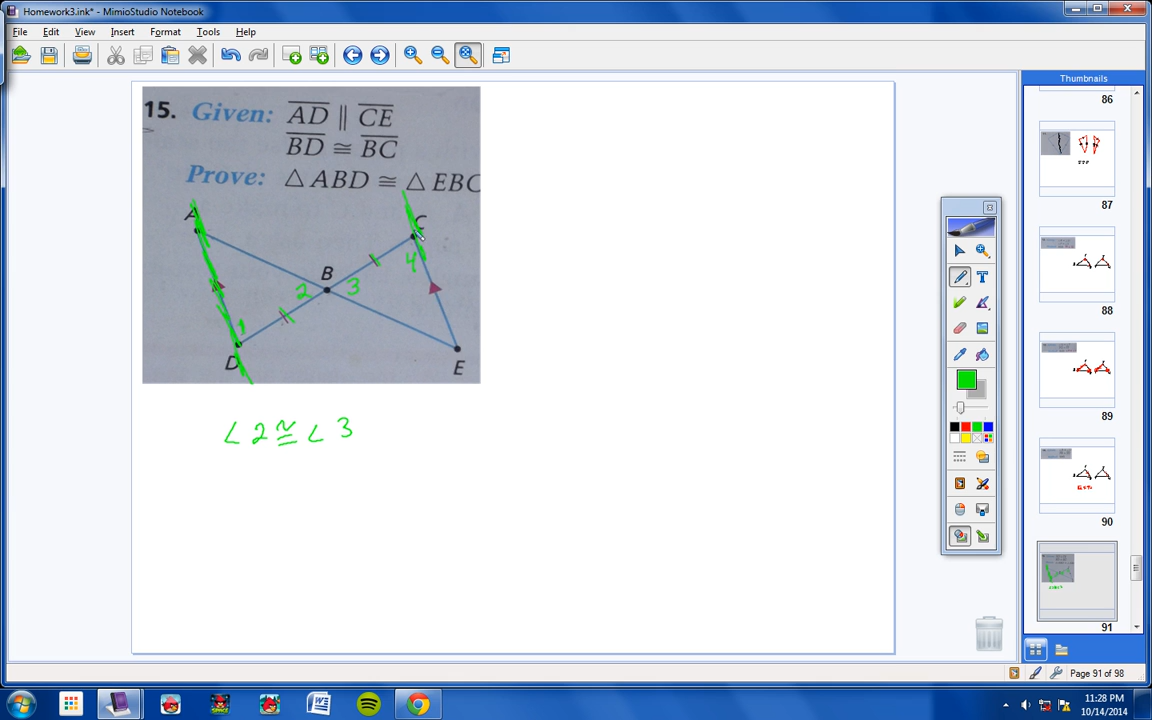 Homework3.ink* - MimioStudio Notebook
File Edit View Insert Format Tools Help
15. Given: AD ∥ CE
BD ≅ BC
Prove: △ ABD ≅ △ EBC
A
C
B
4
2 3
1
D
E
∠ 2 ≅ ∠ 3
T
Thumbnails
86
87
88
89
90
91
Page 91 of 98
11:28 PM
10/14/2014